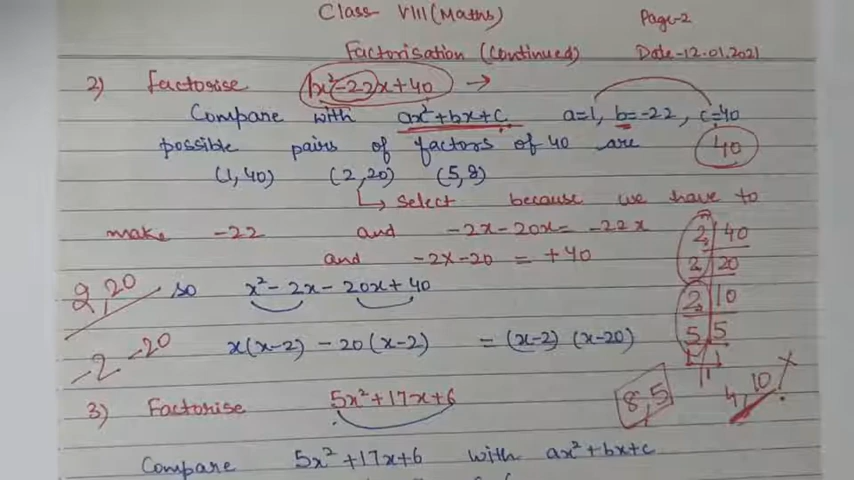 Class- VIII (Maths) Page-2
Factorisation (Continued) Date-12.01.2021
2) Factorise x²-22x+40 →
Compare with ax²+bx+c a=1, b=-22, c=40
possible pairs of factors of 40 are 40
(1,40) (2,20) (5,8)
↳ select because we have to
make -22 and -2x-20x= -22x 2 40
and -2x-20 = +40 2 20
2,20 so x²-2x-20x+40 2 10
-2 -20 x(x-2) -20(x-2) = (x-2) (x-20) 5 5
1
8,5 4,10 ×
3) Factorise 5x²+17x+6
Compare 5x²+17x+6 with ax²+bx+c